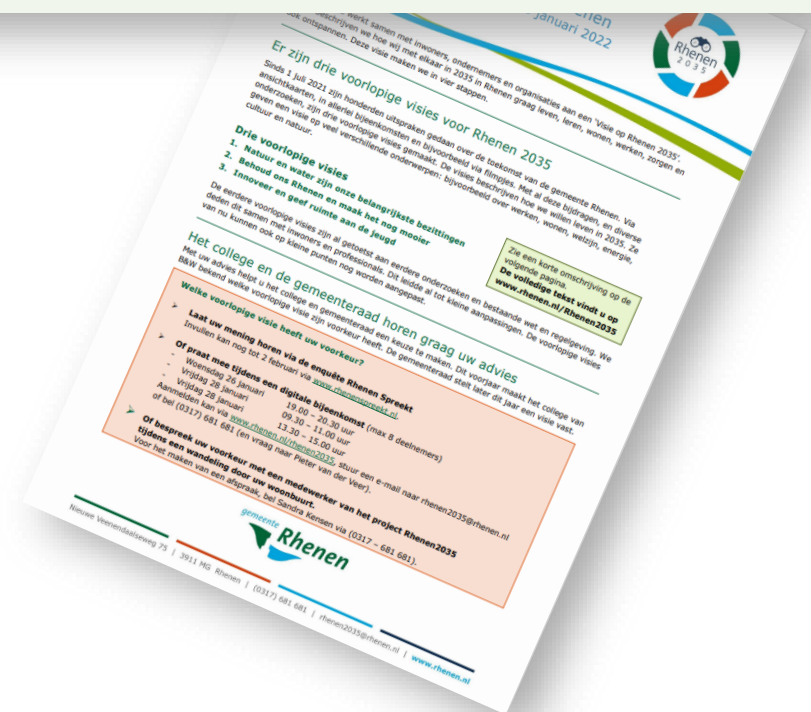 januari 2022
Rhenen
2035
werkt samen met inwoners, ondernemers en organisaties aan een 'Visie op Rhenen 2035'.
beschrijven we hoe wij met elkaar in 2035 in Rhenen graag leven, leren, wonen, werken, zorgen en
ook ontspannen. Deze visie maken we in vier stappen.
Er zijn drie voorlopige visies voor Rhenen 2035
Sinds 1 juli 2021 zijn honderden uitspraken gedaan over de toekomst van de gemeente Rhenen. Via
ansichtkaarten, in allerlei bijeenkomsten en bijvoorbeeld via filmpjes. Met al deze bijdragen, en diverse
onderzoeken, zijn drie voorlopige visies gemaakt. De visies beschrijven hoe we willen leven in 2035. Ze
geven een visie op veel verschillende onderwerpen: bijvoorbeeld over werken, wonen, welzijn, energie,
cultuur en natuur.
Drie voorlopige visies
1. Natuur en water zijn onze belangrijkste bezittingen
2. Behoud ons Rhenen en maak het nog mooier
3. Innoveer en geef ruimte aan de jeugd
Zie een korte omschrijving op de
volgende pagina.
De volledige tekst vindt u op
www.rhenen.nl/Rhenen2035
De eerdere voorlopige visies zijn al getoetst aan eerdere onderzoeken en bestaande wet en regelgeving. We
deden dit samen met inwoners en professionals. Dit leidde al tot kleine aanpassingen. De voorlopige visies
van nu kunnen ook op kleine punten nog worden aangepast.
Het college en de gemeenteraad horen graag uw advies
Met uw advies helpt u het college en gemeenteraad een keuze te maken. Dit voorjaar maakt het college van
B&W bekend welke voorlopige visie zijn voorkeur heeft. De gemeenteraad stelt later dit jaar een visie vast.
Welke voorlopige visie heeft uw voorkeur?
➤ Laat uw mening horen via de enquête Rhenen Spreekt
Invullen kan nog tot 2 februari via www.rhenenspreekt.nl.
➤ Of praat mee tijdens een digitale bijeenkomst (max 8 deelnemers)
- Woensdag 26 januari 19.00 – 20.30 uur
- Vrijdag 28 januari 09.30 – 11.00 uur
- Vrijdag 28 januari 13.30 – 15.00 uur
Aanmelden kan via www.rhenen.nl/rhenen2035, stuur een e-mail naar rhenen2035@rhenen.nl
of bel (0317) 681 681 (en vraag naar Pieter van der Veer).
➤ Of bespreek uw voorkeur met een medewerker van het project Rhenen2035
tijdens een wandeling door uw woonbuurt.
Voor het maken van een afspraak, bel Sandra Kensen via (0317 – 681 681).
gemeente
Rhenen
Nieuwe Veenendaalseweg 75 | 3911 MG Rhenen | (0317) 681 681 | rhenen2035@rhenen.nl | www.rhenen.nl